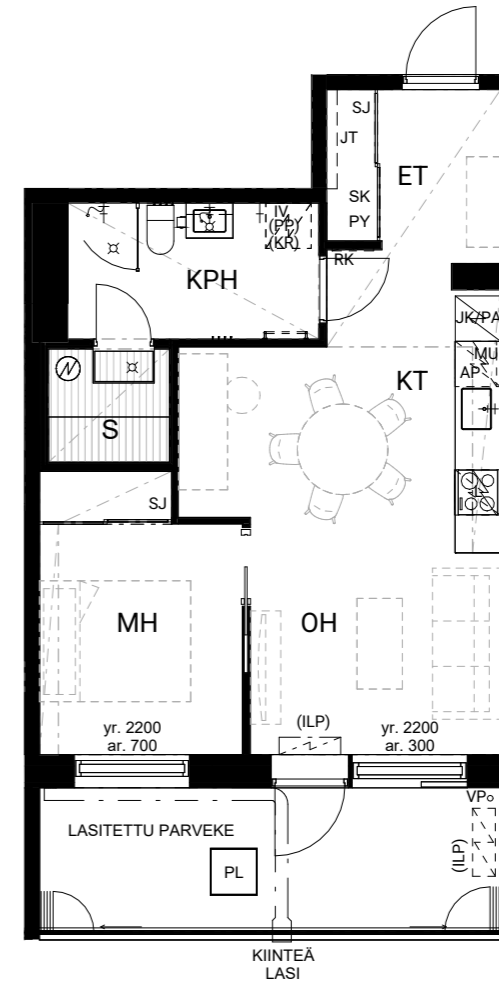 SJ
JT
ET
SK
PY
IV
(PP)
(KR)
RK
KPH
JK/PA
MU
AP
KT
S
SJ
MH
OH
(ILP)
yr. 2200
ar. 700
yr. 2200
ar. 300
VP
LASITETTU PARVEKE
(ILP)
PL
KIINTEÄ
LASI